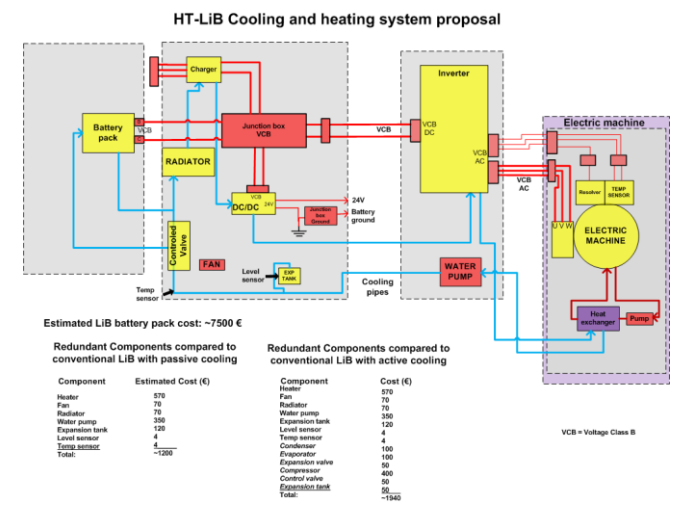 HT-LiB Cooling and heating system proposal
Charger
Inverter
Battery
pack
+
-
VCB
Junction box
VCB
VCB
VCB
DC
VCB
AC
VCB
AC
Electric machine
RADIATOR
Resolver
TEMP
SENSOR
VCB
24V
DC/DC
24V
Junction
box
Ground
Battery
ground
U V W
ELECTRIC
MACHINE
Controled
Valve
FAN
Level
sensor
EXP
TANK
WATER
PUMP
Cooling
pipes
Temp
sensor
Heat
exchanger
Pump
Estimated LiB battery pack cost: ~7500 €
Redundant Components compared to
conventional LiB with passive cooling
Component Estimated Cost (€)
Heater 570
Fan 70
Radiator 70
Water pump 350
Expansion tank 120
Level sensor 4
Temp sensor 4
Total: ~1200
Redundant Components compared to
conventional LiB with active cooling
Component Cost (€)
Heater 570
Fan 70
Radiator 70
Water pump 350
Expansion tank 120
Level sensor 4
Temp sensor 4
Condenser 100
Evaporator 100
Expansion valve 50
Compressor 400
Control valve 50
Expansion tank 50
Total: ~1940
VCB = Voltage Class B